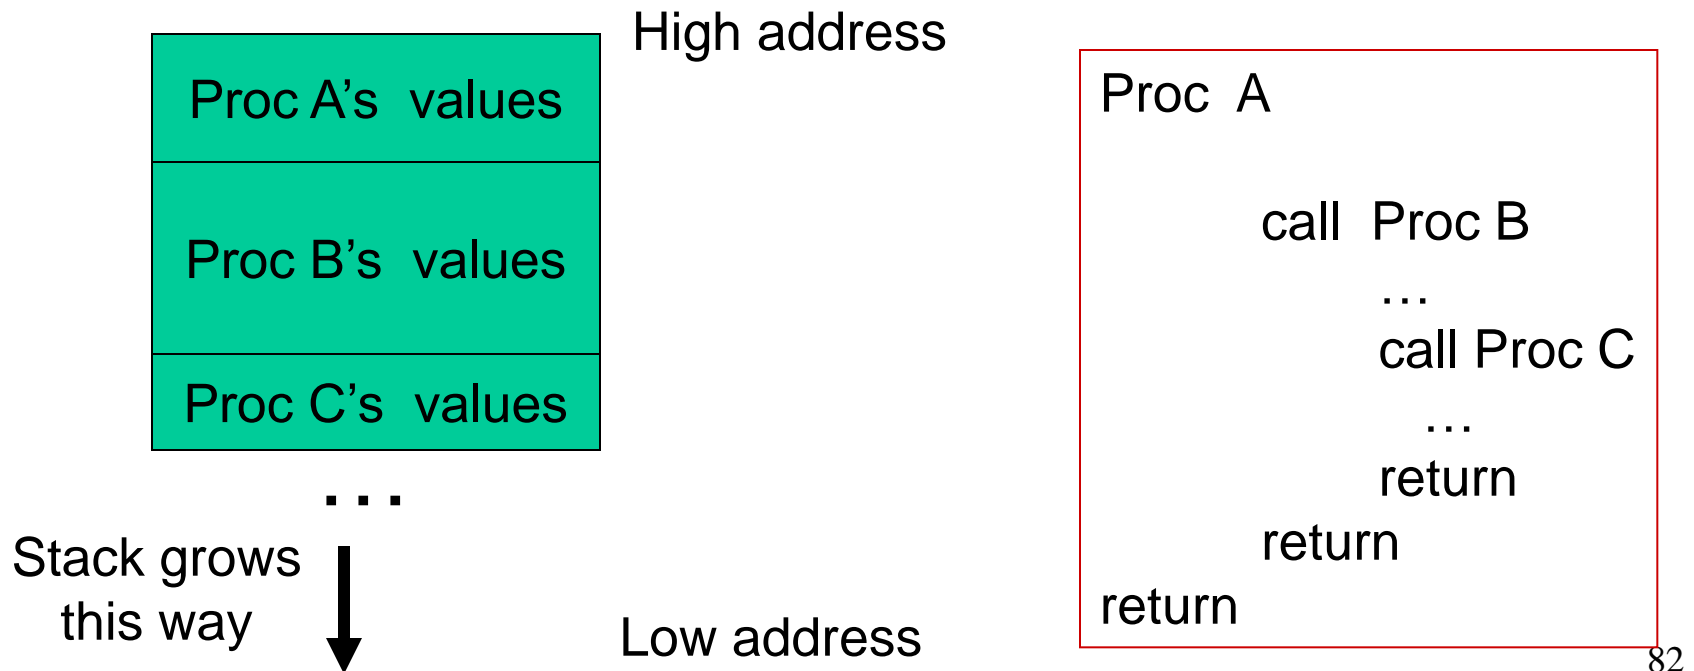 High address
Proc A's values
Proc B's values
Proc C's values
...
Stack grows
this way
Low address
Proc A
call Proc B
...
call Proc C
...
return
return
return
82